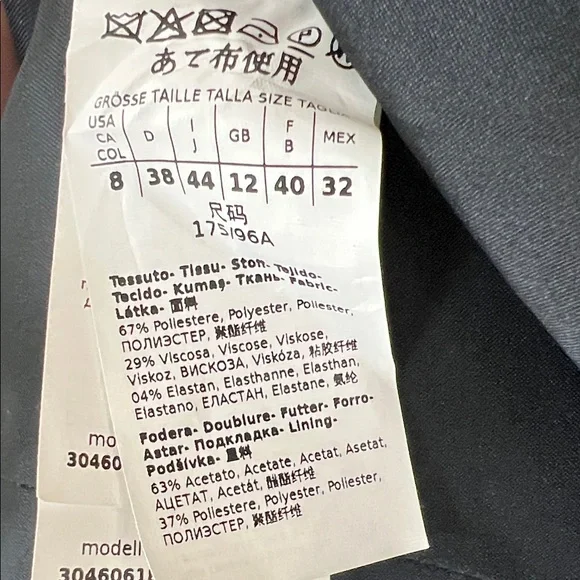 あて布使用
GRÖSSE TAILLE TALLA SIZE
USA CA COL D I J GB F B MEX
8 38 44 12 40 32
尺码
175/96A
Tessuto- Tissu- Ston- Tejido-
Tecido- Kumaş- Ткань- Fabric-
Látka- 面料
67% Poliestere, Polyester, Poliester,
ПОЛИЭСТЕР, 聚酯纤维
29% Viscosa, Viscose, Viskose,
Viskoz, ВИСКОЗА, Viskóza, 粘胶纤维
04% Elastan, Elasthanne, Elasthan,
Elastano, ЕЛАСТАН, Elastane, 氨纶
Fodera- Doublure- Futter- Forro-
Astar- Подкладка- Lining-
Podšívka- 里料
63% Acetato, Acetate, Acetat, Asetat,
АЦЕТАТ, Acetát, 醋酯纤维
37% Poliestere, Polyester, Poliester,
ПОЛИЭСТЕР, 聚酯纤维
mo
30460
modell
3046061